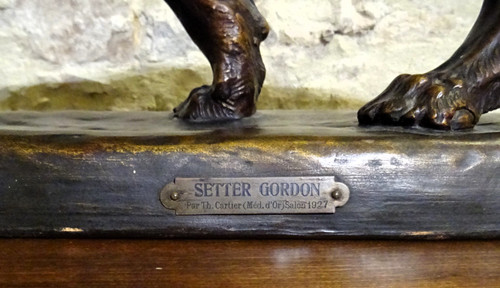 SETTER GORDON
Par Th. Cartier (Méd. d'Or) Salon 1927